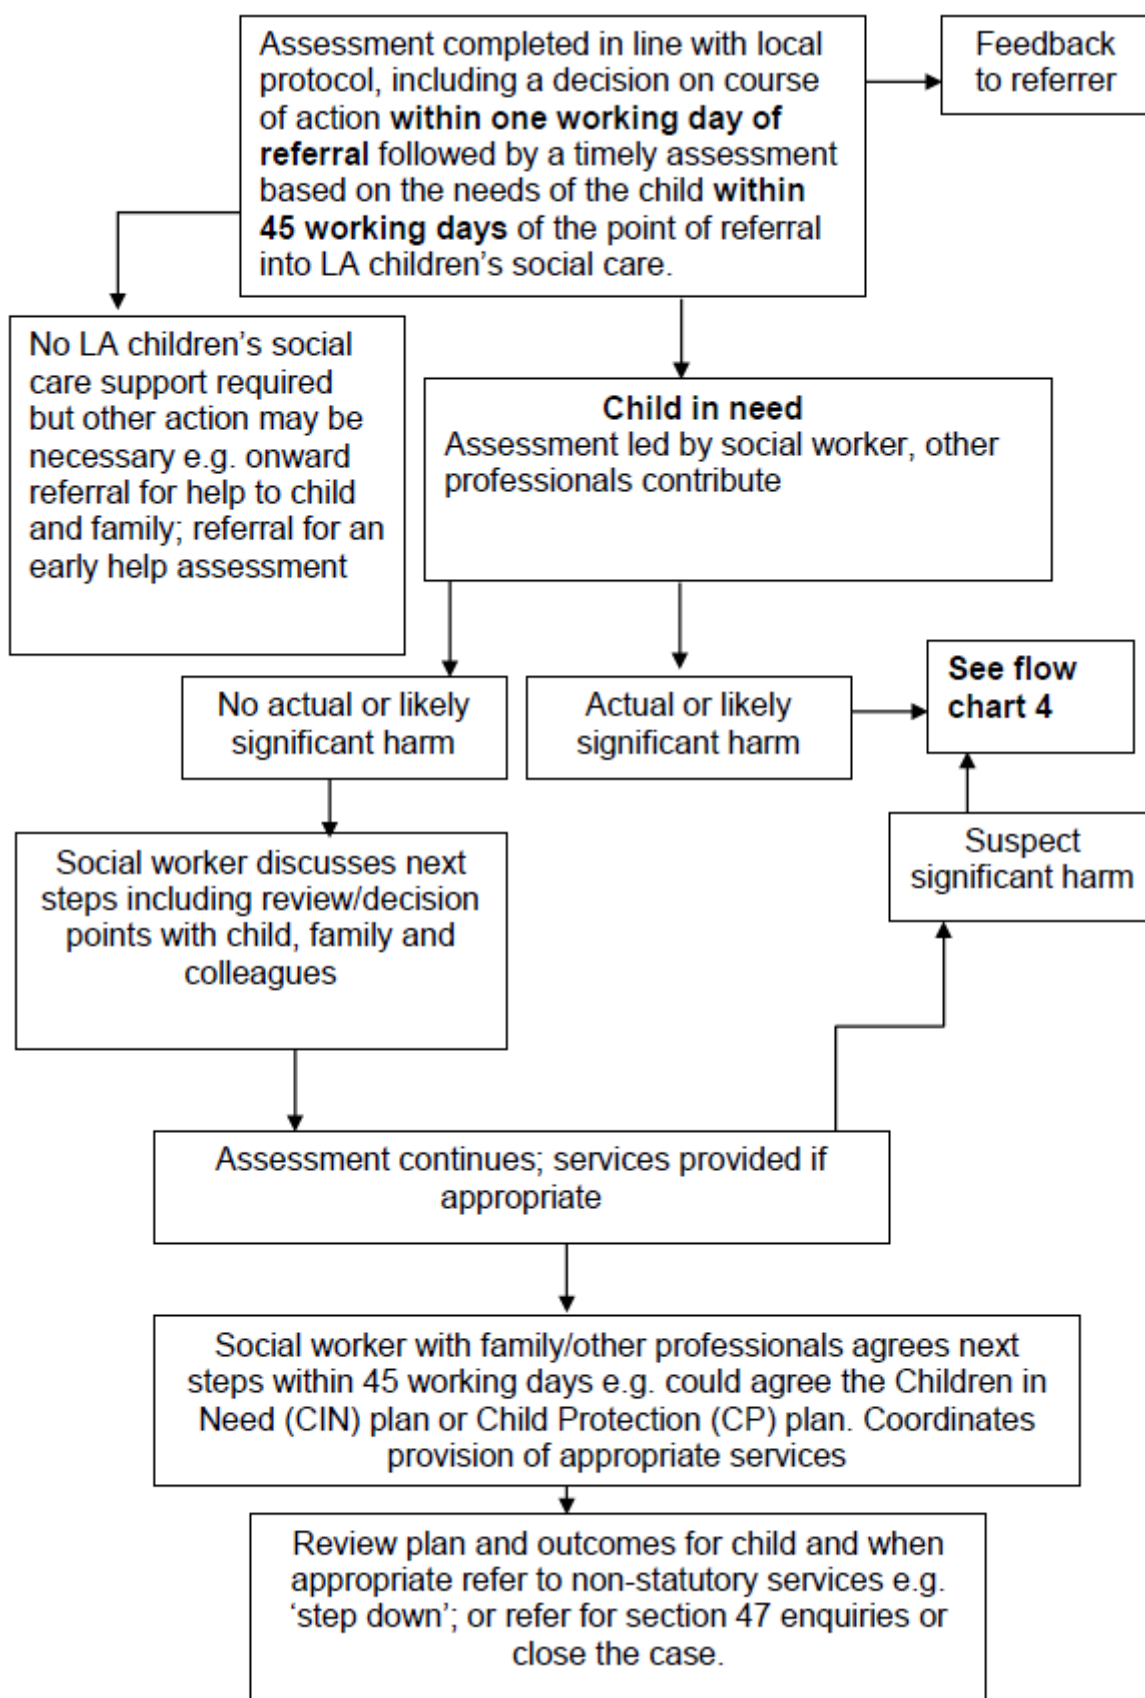 Assessment completed in line with local
protocol, including a decision on course
of action within one working day of
referral followed by a timely assessment
based on the needs of the child within
45 working days of the point of referral
into LA children’s social care.
Feedback
to referrer
No LA children’s social
care support required
but other action may be
necessary e.g. onward
referral for help to child
and family; referral for an
early help assessment
Child in need
Assessment led by social worker, other
professionals contribute
No actual or likely
significant harm
Actual or likely
significant harm
See flow
chart 4
Suspect
significant harm
Social worker discusses next
steps including review/decision
points with child, family and
colleagues
Assessment continues; services provided if
appropriate
Social worker with family/other professionals agrees next
steps within 45 working days e.g. could agree the Children in
Need (CIN) plan or Child Protection (CP) plan. Coordinates
provision of appropriate services
Review plan and outcomes for child and when
appropriate refer to non-statutory services e.g.
‘step down’; or refer for section 47 enquiries or
close the case.